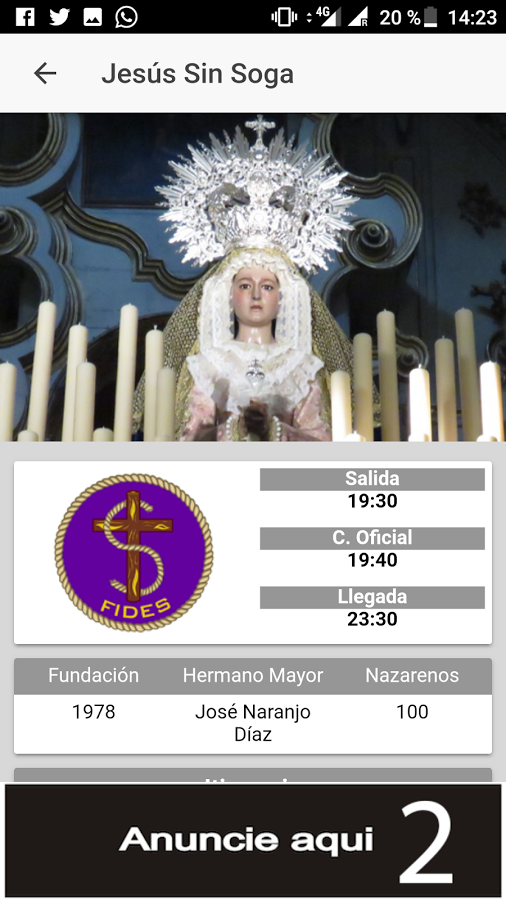 4G
R
20 %
14:23
Jesús Sin Soga
Salida
19:30
C. Oficial
19:40
Llegada
23:30
S
FIDES
Fundación Hermano Mayor Nazarenos
1978 José Naranjo 100
Díaz
Anuncie aqui 2